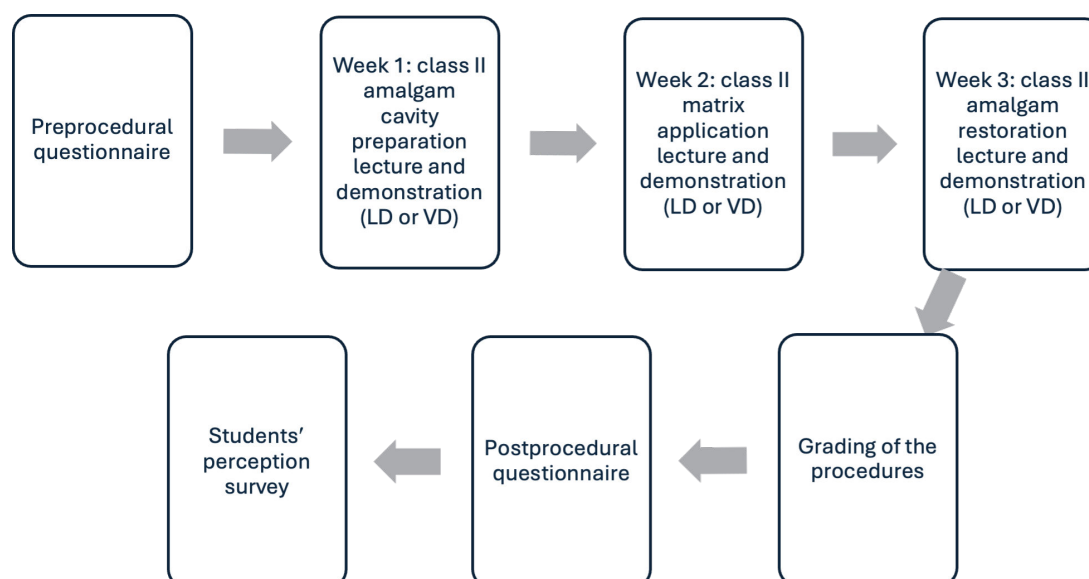 Preprocedural
questionnaire
Week 1: class II
amalgam
cavity
preparation
lecture and
demonstration
(LD or VD)
Week 2: class II
matrix
application
lecture and
demonstration
(LD or VD)
Week 3: class II
amalgam
restoration
lecture and
demonstration
(LD or VD)
Grading of the
procedures
Postprocedural
questionnaire
Students’
perception
survey